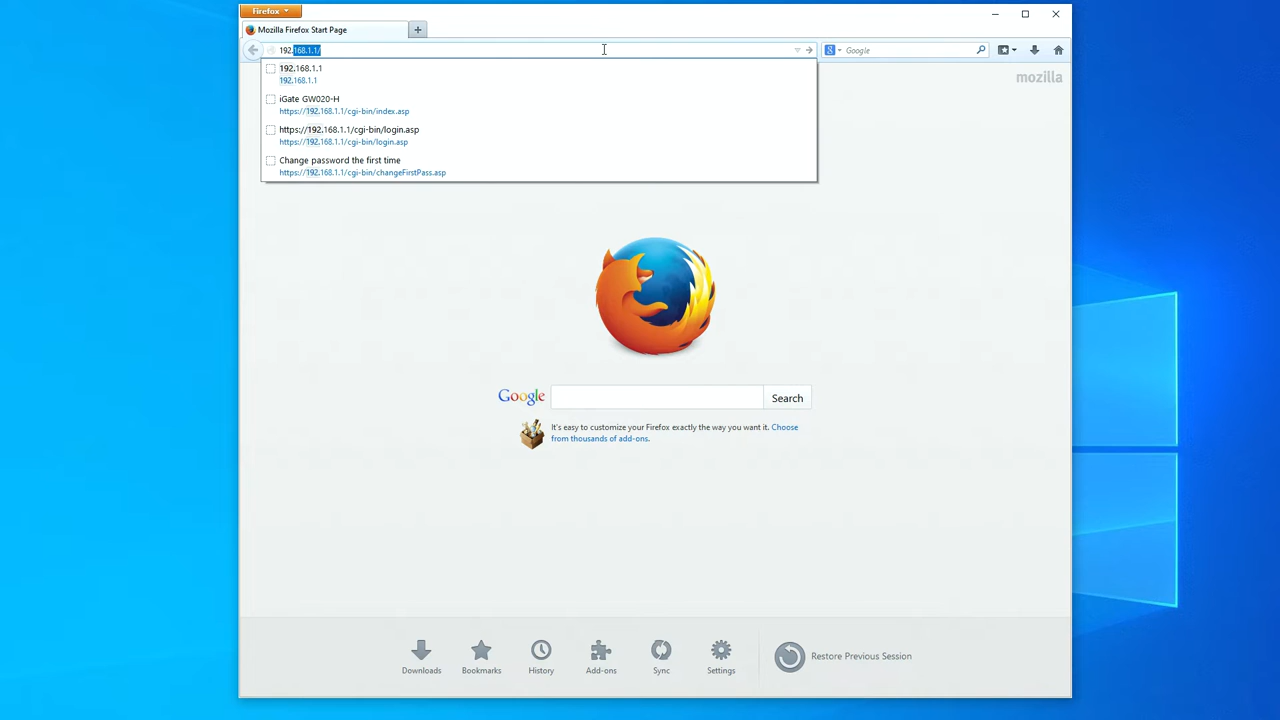 Firefox
Mozilla Firefox Start Page
192.168.1.1/
Google
192.168.1.1
192.168.1.1
iGate GW020-H
https://192.168.1.1/cgi-bin/index.asp
https://192.168.1.1/cgi-bin/login.asp
https://192.168.1.1/cgi-bin/login.asp
Change password the first time
https://192.168.1.1/cgi-bin/changeFirstPass.asp
mozilla
Google
Search
It's easy to customize your Firefox exactly the way you want it. Choose
from thousands of add-ons.
Downloads
Bookmarks
History
Add-ons
Sync
Settings
Restore Previous Session